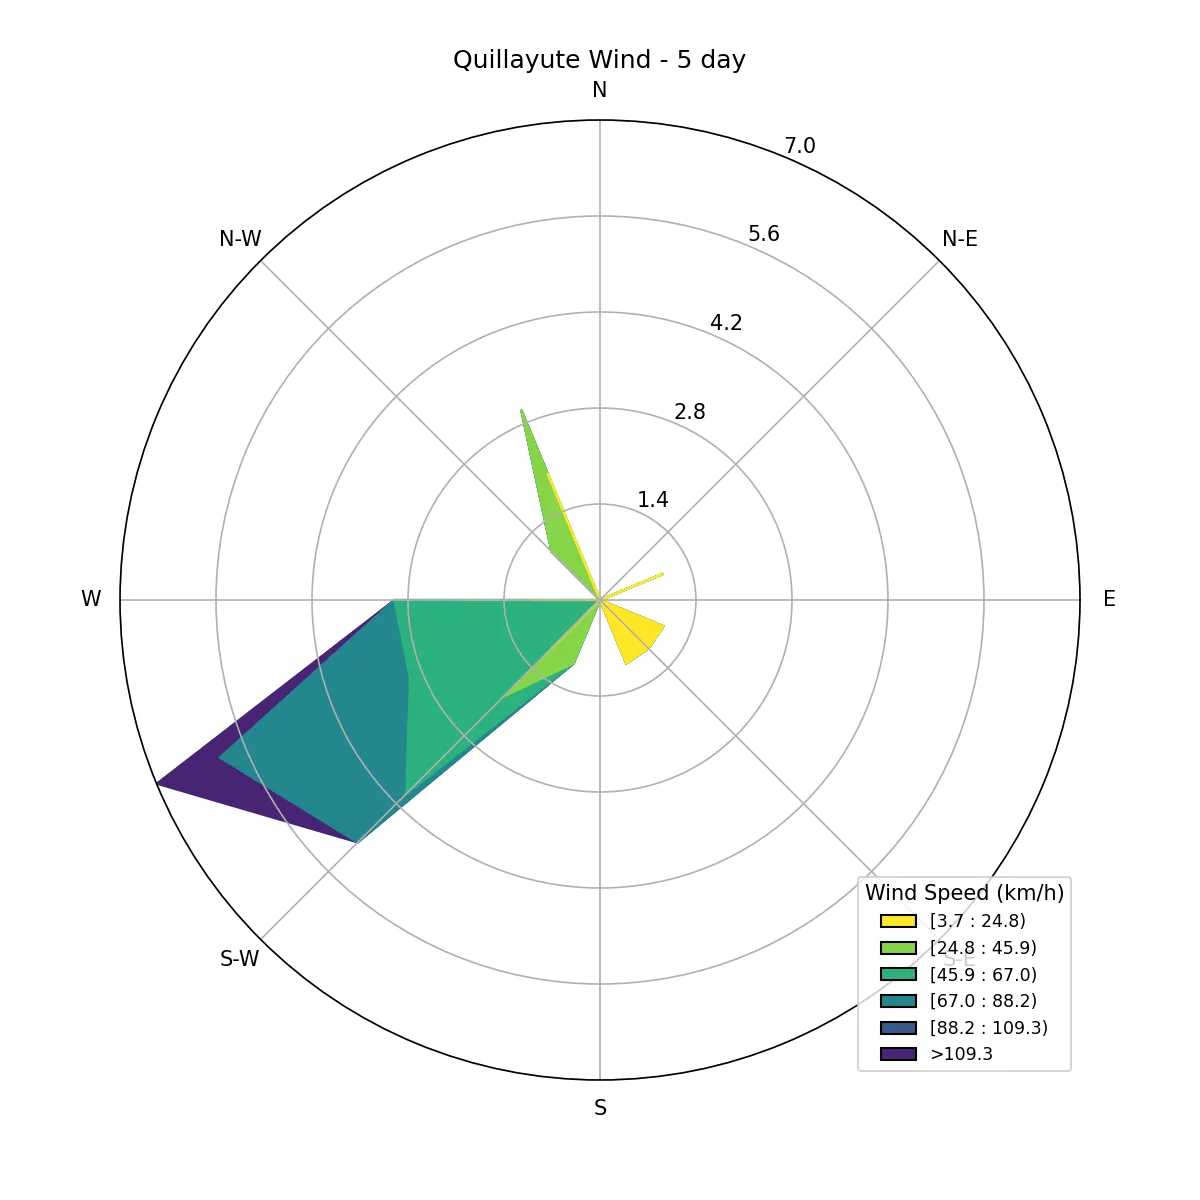 Quillayute Wind - 5 day
N
7.0
N-W
5.6
N-E
4.2
2.8
1.4
W
E
S-W
S-E
S
Wind Speed (km/h)
[3.7 : 24.8)
[24.8 : 45.9)
[45.9 : 67.0)
[67.0 : 88.2)
[88.2 : 109.3)
>109.3